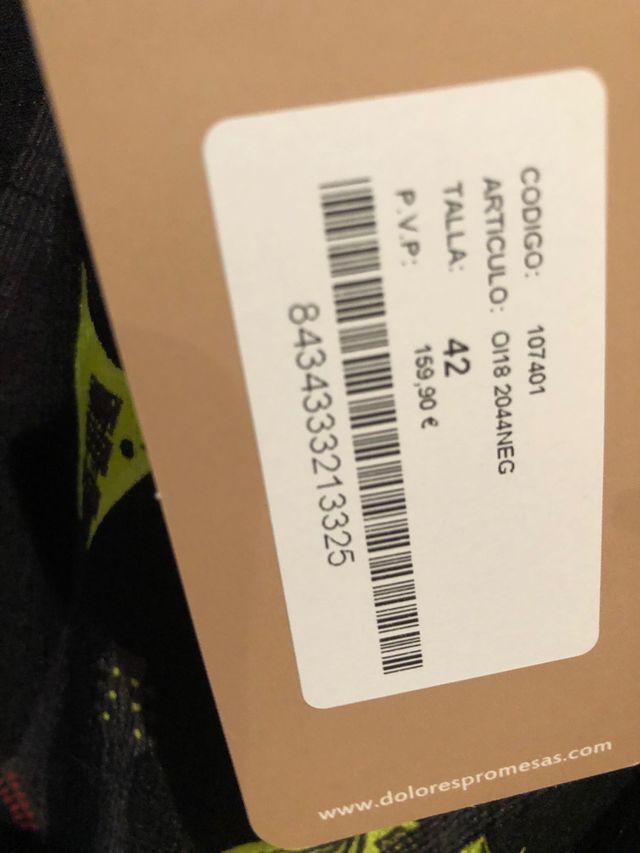 CODIGO: 107401
ARTICULO: OI18 2044NEG
TALLA: 42
P.V.P: 159,90 €
8434333213325
www.dolorespromesas.com